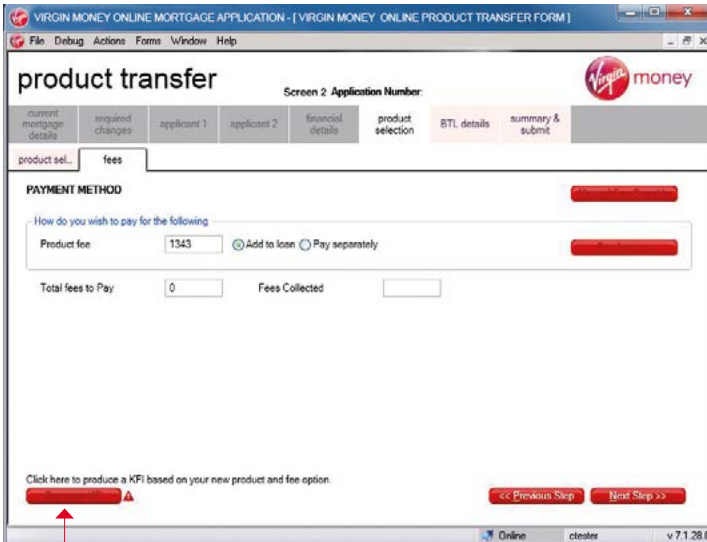 VIRGIN MONEY ONLINE MORTGAGE APPLICATION - [ VIRGIN MONEY ONLINE PRODUCT TRANSFER FORM ]
File Debug Actions Forms Window Help
product transfer
Screen 2 Application Number:
Virgin money
current mortgage details
required changes
applicant 1
applicant 2
financial details
product selection
BTL details
summary & submit
product sel...
fees
PAYMENT METHOD
How do you wish to pay for the following
Product fee 1343 Add to loan Pay separately
Total fees to Pay 0 Fees Collected
Click here to produce a KFI based on your new product and fee option.
<< Previous Step Next Step >>
Online ctester v 7.1.28.0